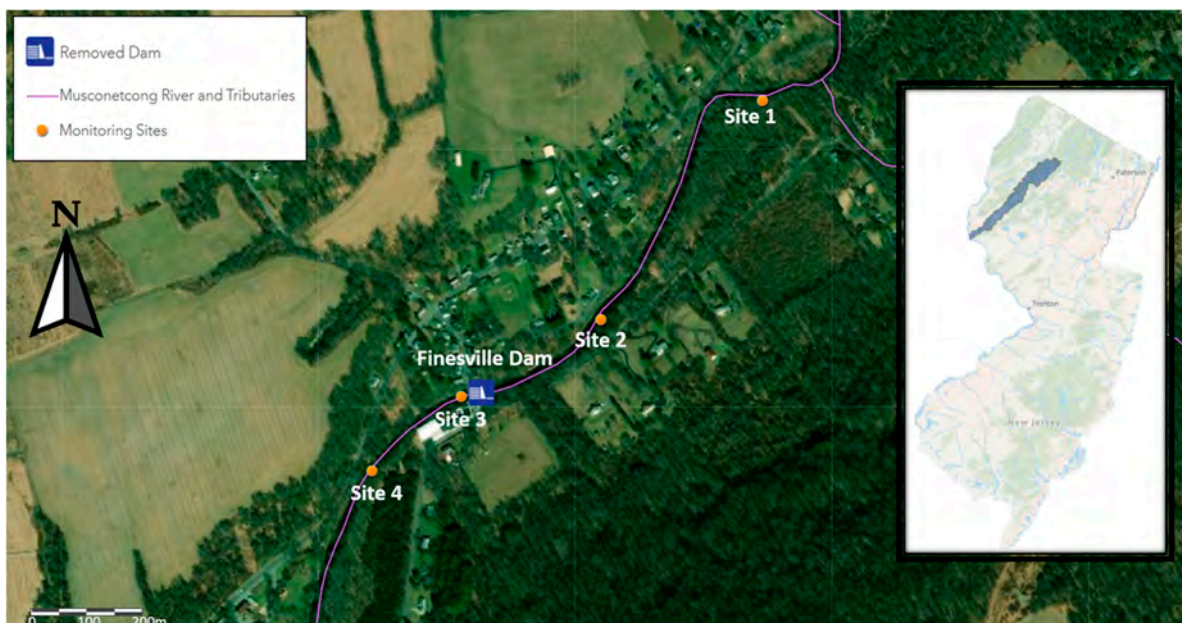 Removed Dam
Musconetcong River and Tributaries
Monitoring Sites
N
Site 1
Site 2
Finesville Dam
Site 3
Site 4
0 100 200m
Paterson
Trenton
New Jersey